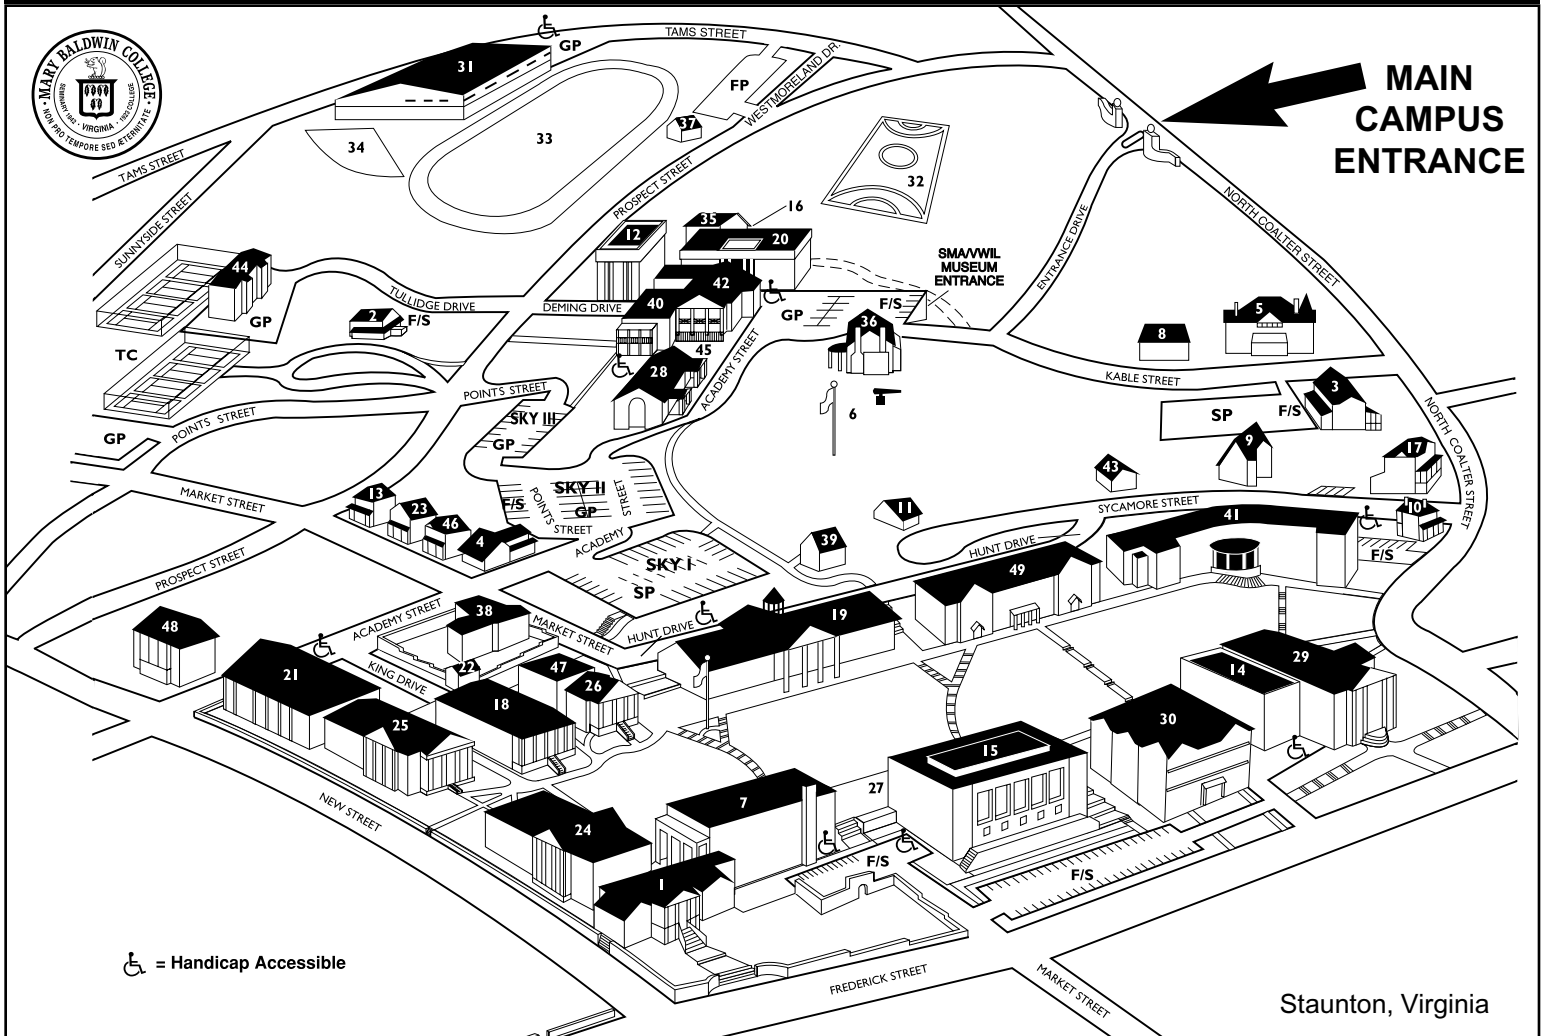 TAMS STREET
GP
31
MARY BALDWIN COLLEGE
SEMINARY 1842 • VIRGINIA • 1923 COLLEGE
• NON PRO TEMPORE SED ÆTERNITATE •
FP
WESTMORELAND DR.
MAIN
CAMPUS
ENTRANCE
37
33
34
TAMS STREET
32
SUNNYSIDE STREET
PROSPECT STREET
NORTH COALTER STREET
ENTRANCE DRIVE
35
16
12
20
SMA/VWIL
MUSEUM
ENTRANCE
44
42
TULLIDGE DRIVE
DEMING DRIVE
40
F/S
GP
5
GP
2
F/S
36
8
TC
45
28
ACADEMY STREET
KABLE STREET
3
POINTS STREET
6
SP
F/S
POINTS STREET
SKY III
GP
GP
NORTH COALTER STREET
9
17
43
MARKET STREET
13
SKY II
GP
F/S
POINTS
STREET
STREET
ACADEMY
23
46
4
11
SYCAMORE STREET
10
41
39
HUNT DRIVE
F/S
PROSPECT STREET
SKY I
SP
49
48
ACADEMY STREET
38
MARKET STREET
HUNT DRIVE
19
21
KING DRIVE
22
47
26
29
14
18
25
30
15
NEW STREET
7
27
24
F/S
F/S
1
= Handicap Accessible
FREDERICK STREET
MARKET STREET
Staunton, Virginia